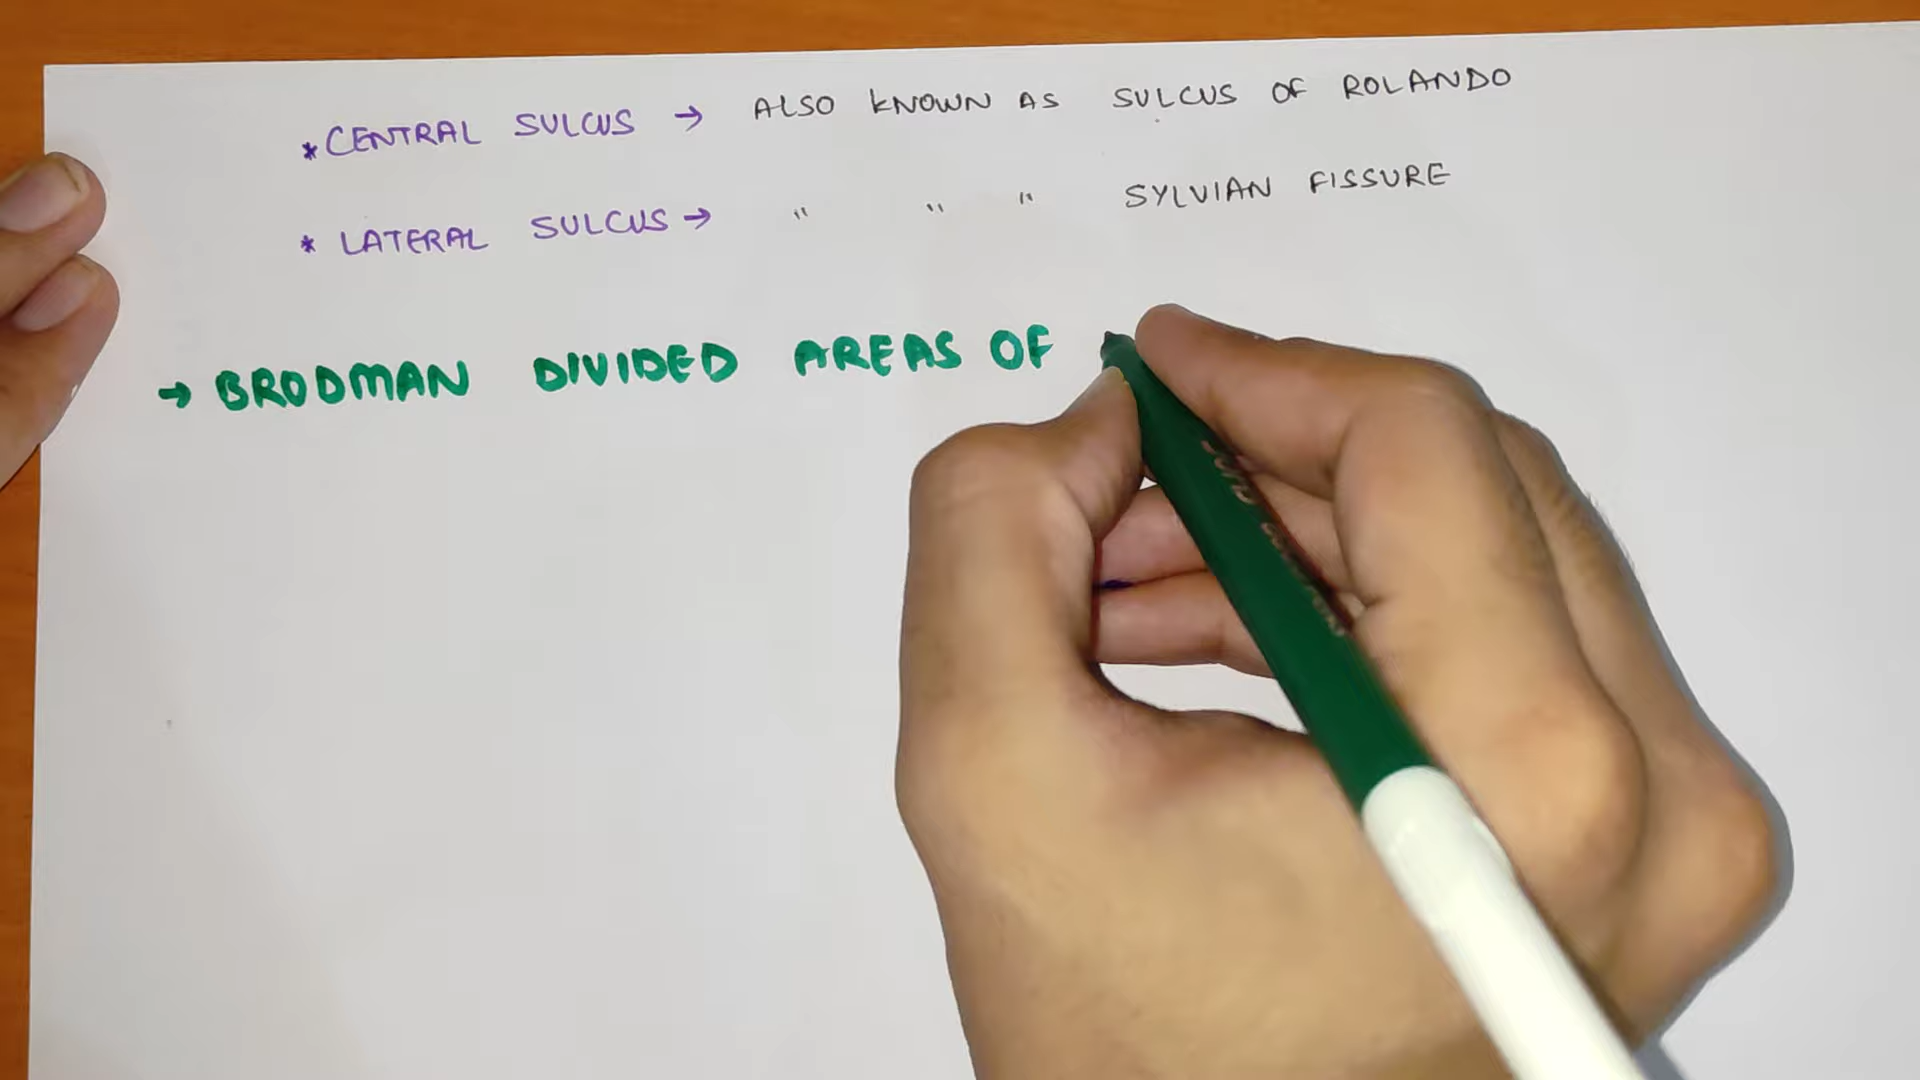 * CENTRAL SULCUS → ALSO KNOWN AS SULCUS OF ROLANDO
* LATERAL SULCUS → " " " SYLVIAN FISSURE
→ BRODMAN DIVIDED AREAS OF